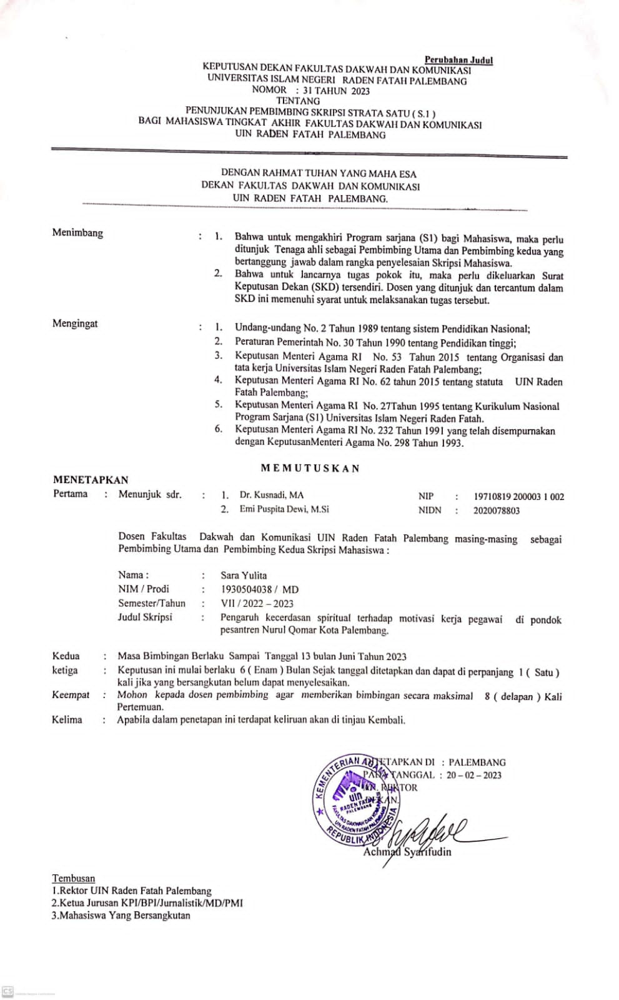 Perubahan Judul
KEPUTUSAN DEKAN FAKULTAS DAKWAH DAN KOMUNIKASI
UNIVERSITAS ISLAM NEGERI RADEN FATAH PALEMBANG
NOMOR : 31 TAHUN 2023
TENTANG
PENUNJUKAN PEMBIMBING SKRIPSI STRATA SATU ( S.1 )
BAGI MAHASISWA TINGKAT AKHIR FAKULTAS DAKWAH DAN KOMUNIKASI
UIN RADEN FATAH PALEMBANG
DENGAN RAHMAT TUHAN YANG MAHA ESA
DEKAN FAKULTAS DAKWAH DAN KOMUNIKASI
UIN RADEN FATAH PALEMBANG.
Menimbang : 1. Bahwa untuk mengakhiri Program sarjana (S1) bagi Mahasiswa, maka perlu
ditunjuk Tenaga ahli sebagai Pembimbing Utama dan Pembimbing kedua yang
bertanggung jawab dalam rangka penyelesaian Skripsi Mahasiswa.
2. Bahwa untuk lancarnya tugas pokok itu, maka perlu dikeluarkan Surat
Keputusan Dekan (SKD) tersendiri. Dosen yang ditunjuk dan tercantum dalam
SKD ini memenuhi syarat untuk melaksanakan tugas tersebut.
Mengingat : 1. Undang-undang No. 2 Tahun 1989 tentang sistem Pendidikan Nasional;
2. Peraturan Pemerintah No. 30 Tahun 1990 tentang Pendidikan tinggi;
3. Keputusan Menteri Agama RI No. 53 Tahun 2015 tentang Organisasi dan
tata kerja Universitas Islam Negeri Raden Fatah Palembang;
4. Keputusan Menteri Agama RI No. 62 tahun 2015 tentang statuta UIN Raden
Fatah Palembang;
5. Keputusan Menteri Agama RI No. 27Tahun 1995 tentang Kurikulum Nasional
Program Sarjana (S1) Universitas Islam Negeri Raden Fatah.
6. Keputusan Menteri Agama RI No. 232 Tahun 1991 yang telah disempurnakan
dengan KeputusanMenteri Agama No. 298 Tahun 1993.
M E M U T U S K A N
MENETAPKAN
Pertama : Menunjuk sdr. : 1. Dr. Kusnadi, MA NIP : 19710819 200003 1 002
2. Emi Puspita Dewi, M.Si NIDN : 2020078803
Dosen Fakultas Dakwah dan Komunikasi UIN Raden Fatah Palembang masing-masing sebagai
Pembimbing Utama dan Pembimbing Kedua Skripsi Mahasiswa :
Nama : : Sara Yulita
NIM / Prodi : 1930504038 / MD
Semester/Tahun : VII / 2022 – 2023
Judul Skripsi : Pengaruh kecerdasan spiritual terhadap motivasi kerja pegawai di pondok
pesantren Nurul Qomar Kota Palembang.
Kedua : Masa Bimbingan Berlaku Sampai Tanggal 13 bulan Juni Tahun 2023
ketiga : Keputusan ini mulai berlaku 6 ( Enam ) Bulan Sejak tanggal ditetapkan dan dapat di perpanjang 1 ( Satu )
kali jika yang bersangkutan belum dapat menyelesaikan.
Keempat : Mohon kepada dosen pembimbing agar memberikan bimbingan secara maksimal 8 ( delapan ) Kali
Pertemuan.
Kelima : Apabila dalam penetapan ini terdapat keliruan akan di tinjau Kembali.
DITETAPKAN DI : PALEMBANG
PADA TANGGAL : 20 – 02 – 2023
AN. REKTOR
DEKAN.
KEMENTERIAN AGAMA
uin
RADEN FATAH
PALEMBANG
FAKULTAS DAKWAH DAN KOMUNIKASI
UIN RADEN FATAH PALEMBANG
REPUBLIK INDONESIA
Achmad Syarifudin
Tembusan
1.Rektor UIN Raden Fatah Palembang
2.Ketua Jurusan KPI/BPI/Jurnalistik/MD/PMI
3.Mahasiswa Yang Bersangkutan
CS